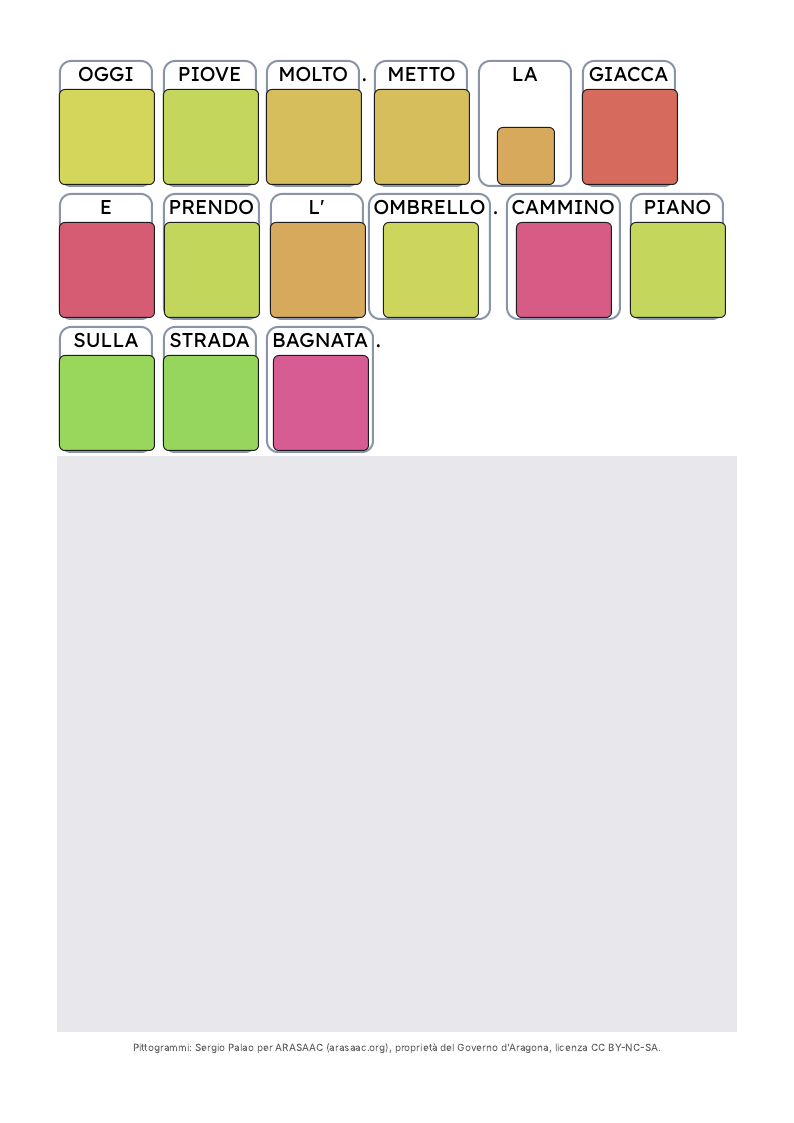 OGGI PIOVE MOLTO. METTO LA GIACCA
E PRENDO L' OMBRELLO. CAMMINO PIANO
SULLA STRADA BAGNATA.
Pittogrammi: Sergio Palao per ARASAAC (arasaac.org), proprietà del Governo d'Aragona, licenza CC BY-NC-SA.